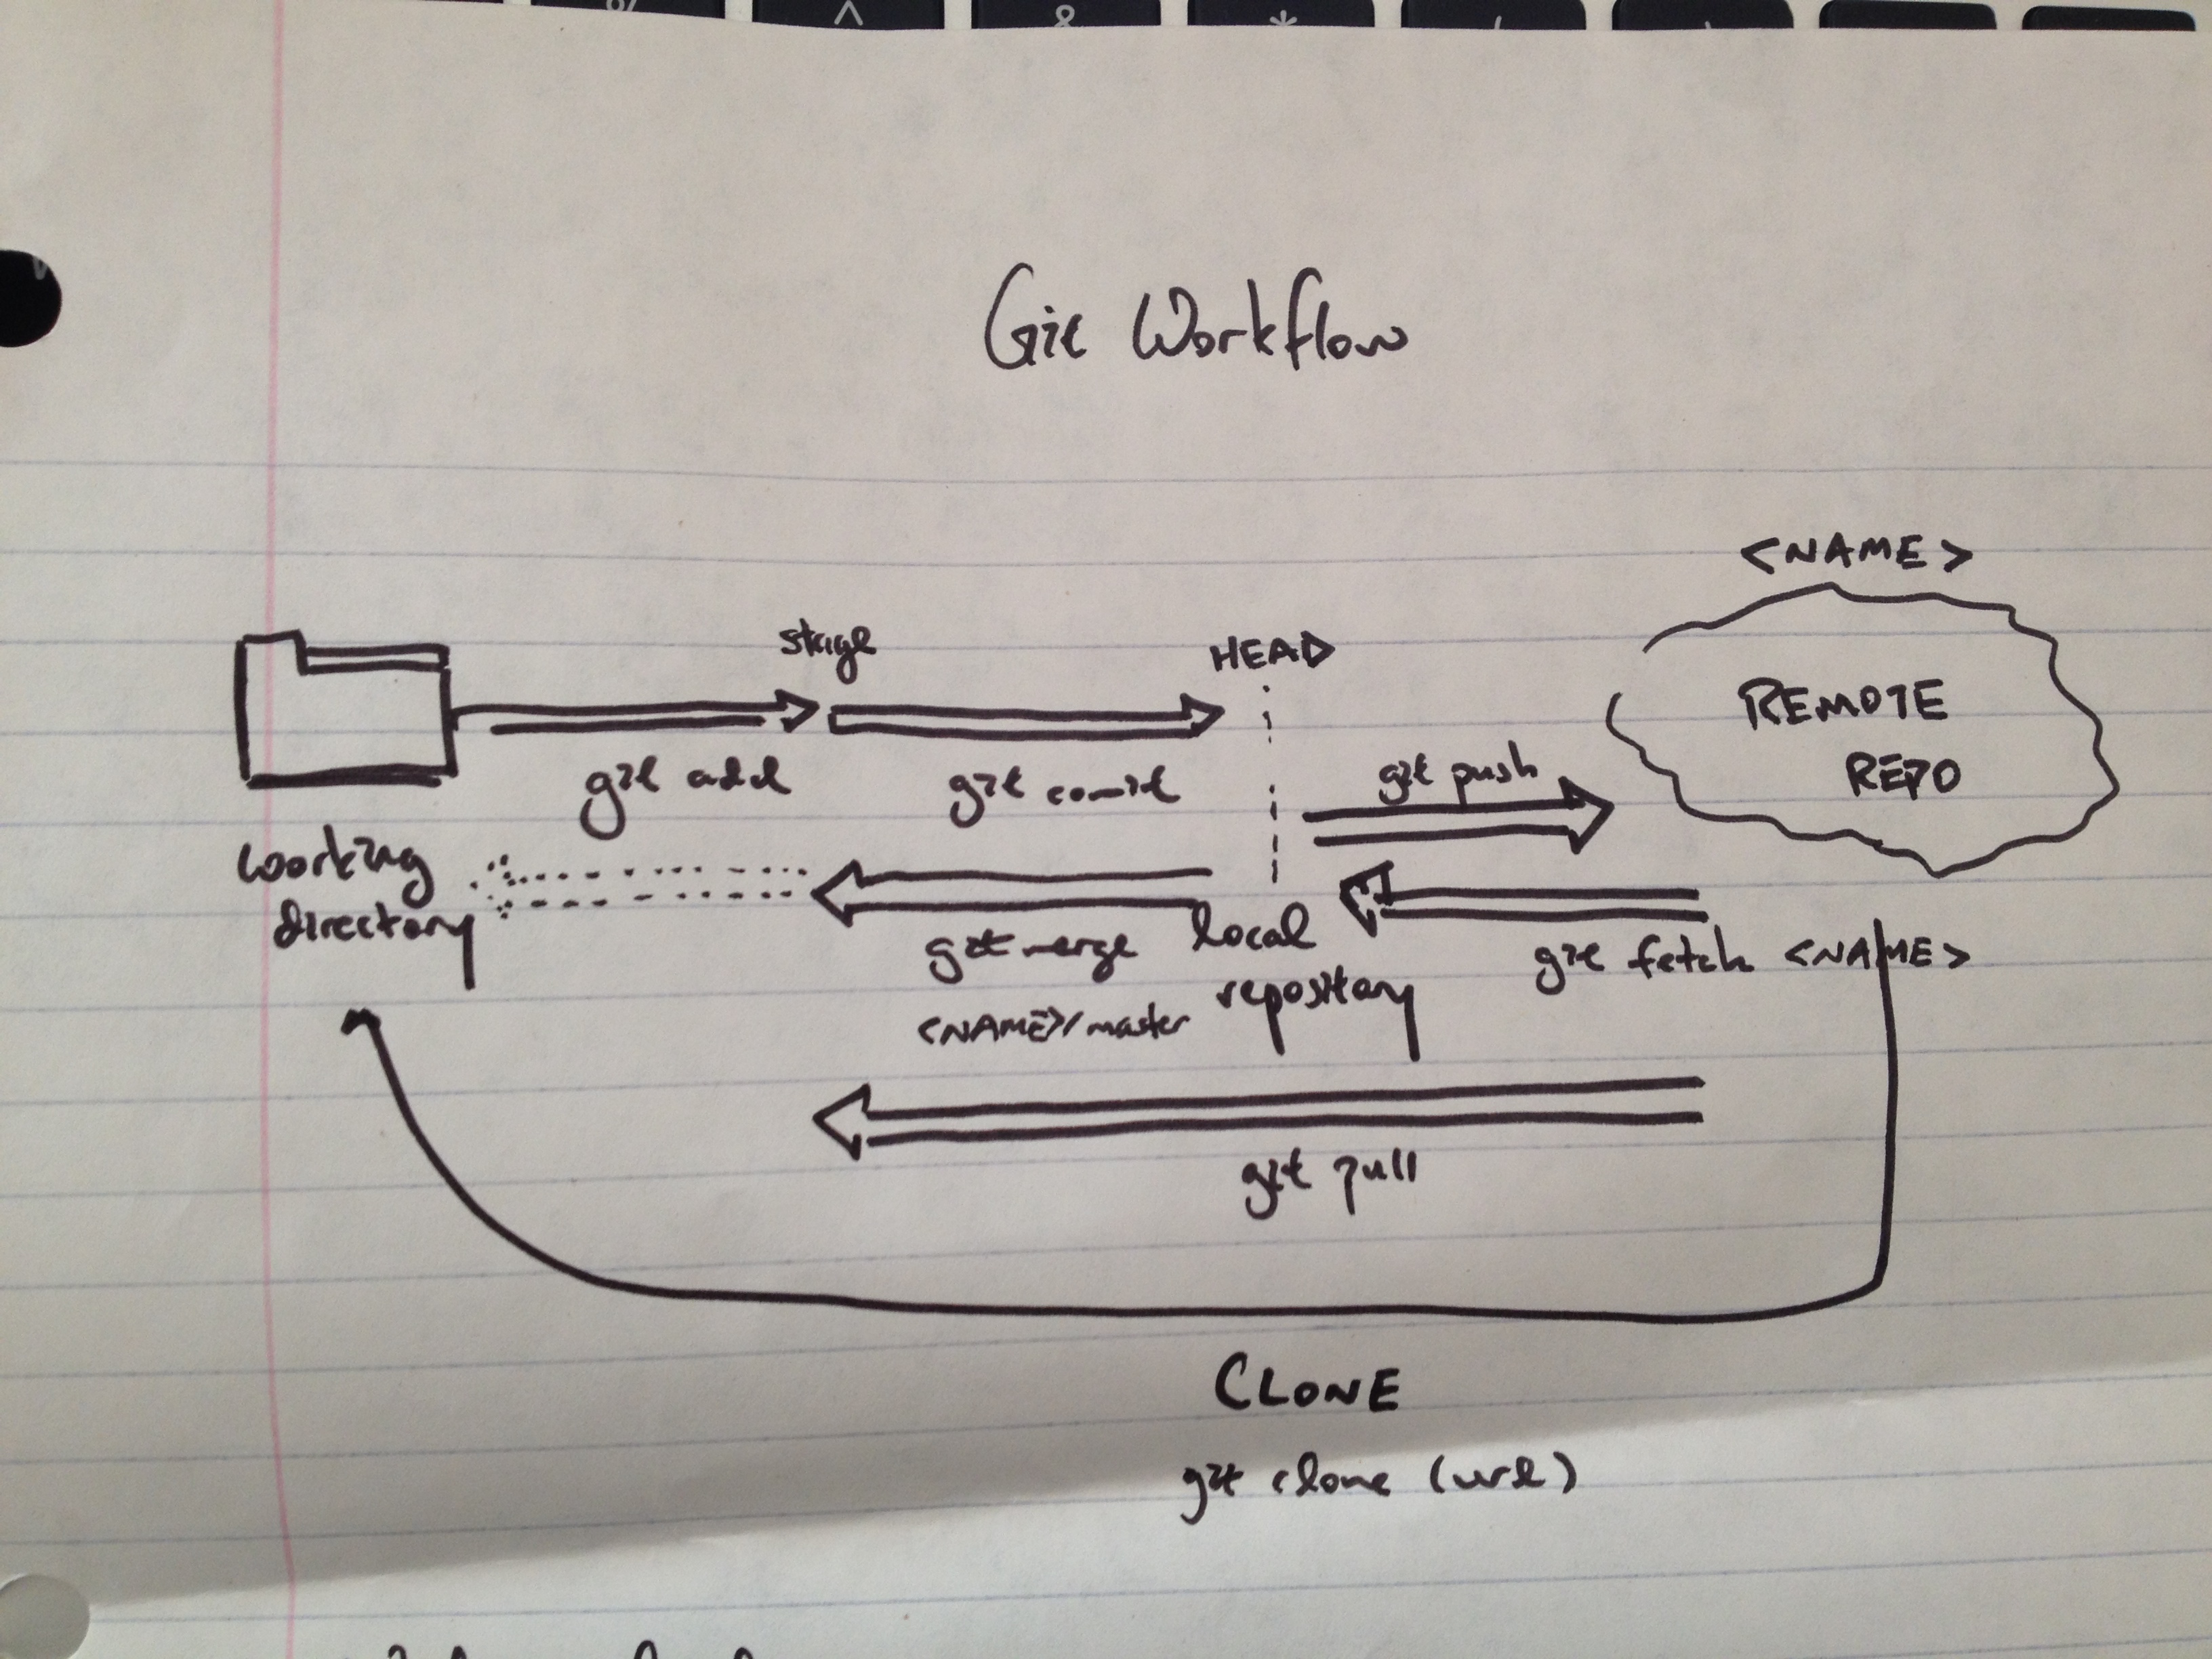 % ^ & * ( )
Git Workflow
<NAME>
REMOTE
REPO
stage
HEAD
git add
git comit
git push
working
directory
git merge
<NAME>/master
local
repository
git fetch <NAME>
git pull
CLONE
git clone (url)